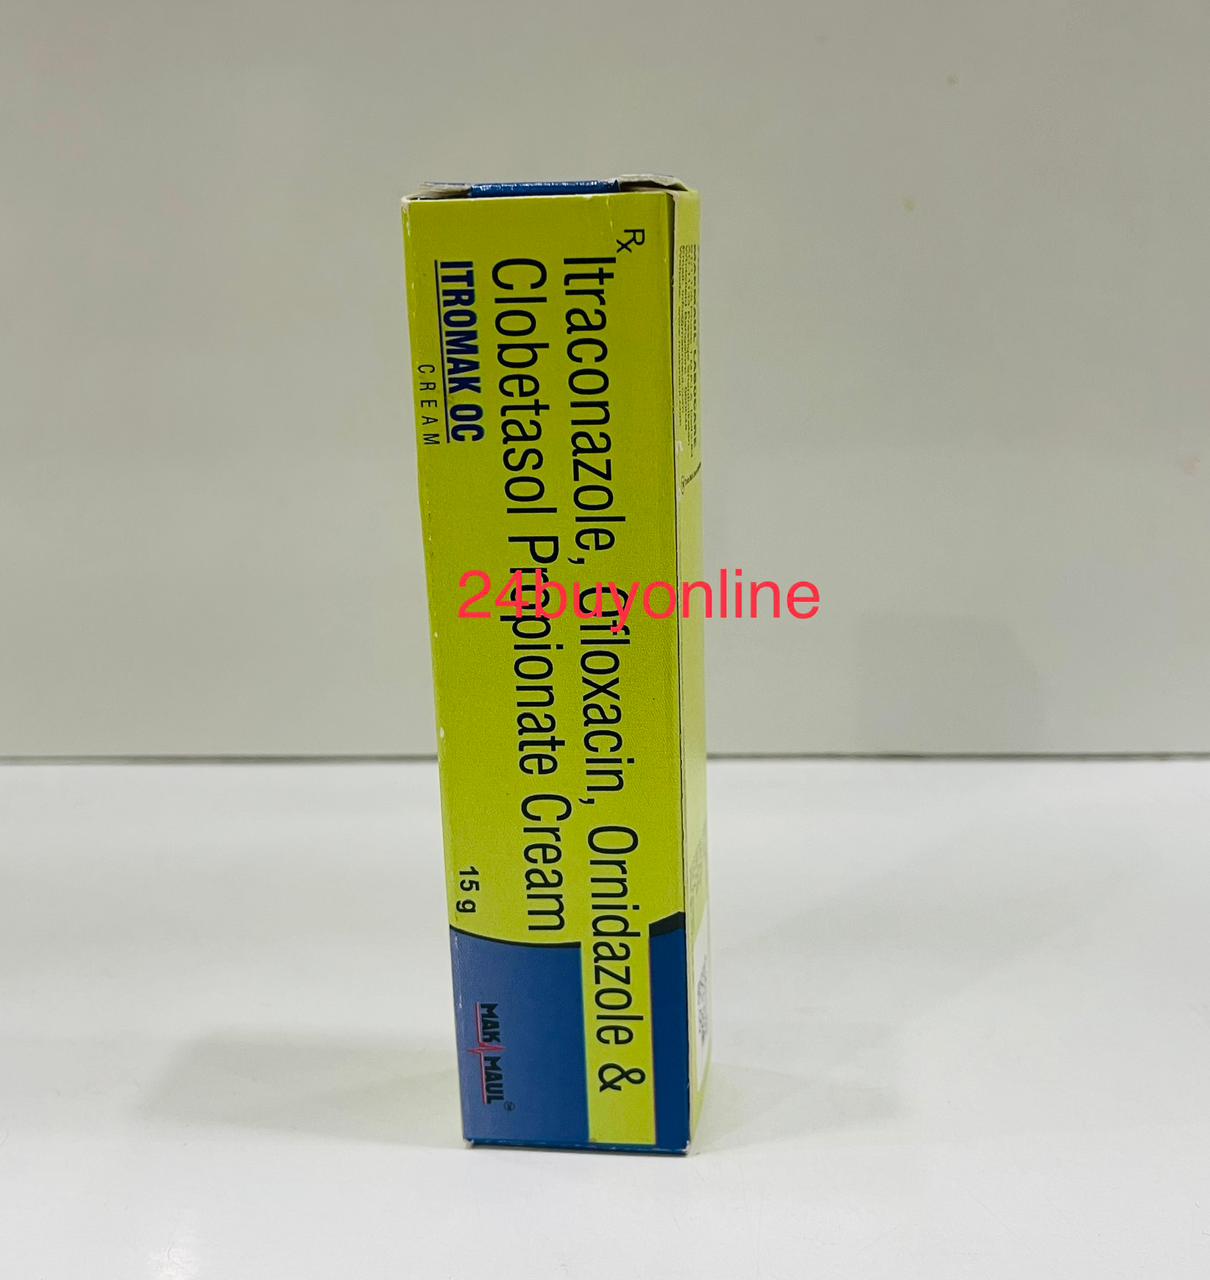 Rx
Itraconazole, Ofloxacin, Ornidazole &
Clobetasol Propionate Cream
ITROMAK OC
CREAM
15 g
MAK MAUL
24buyonline